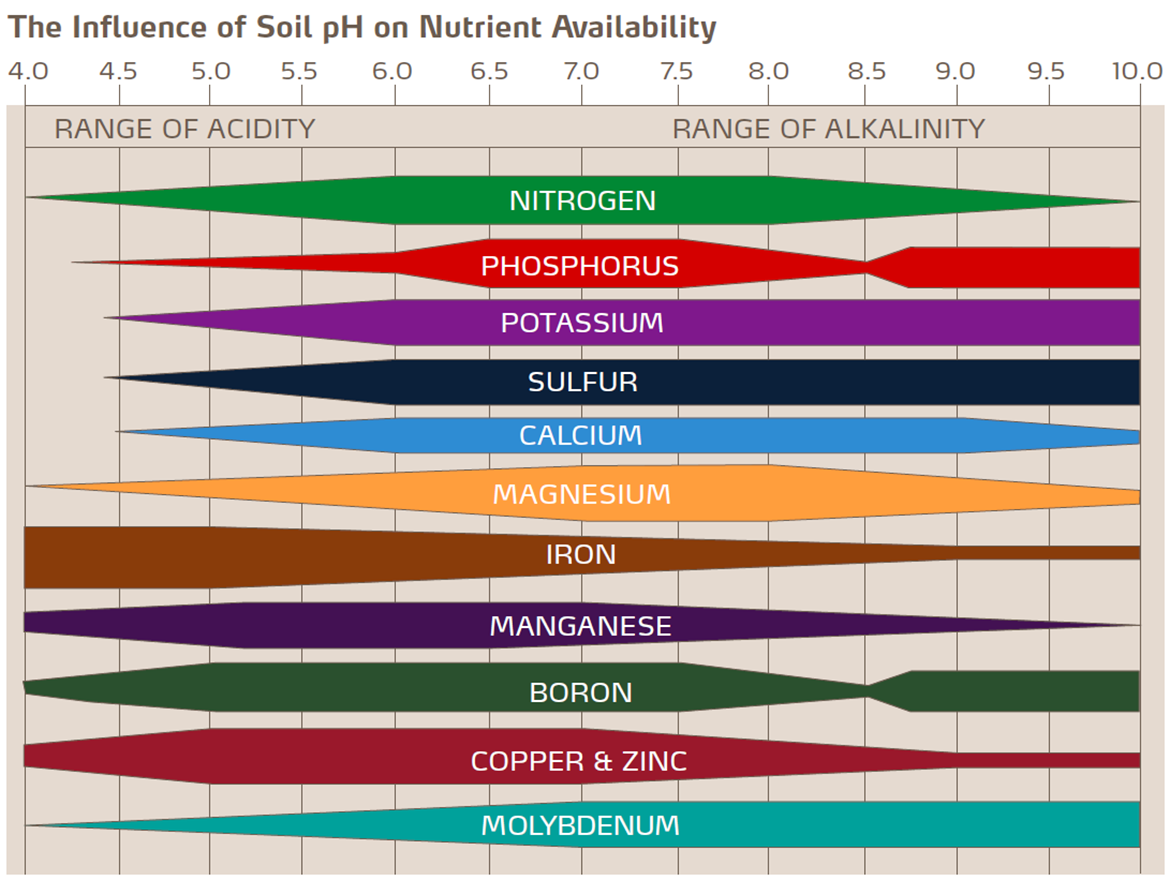 The Influence of Soil pH on Nutrient Availability
4.0 4.5 5.0 5.5 6.0 6.5 7.0 7.5 8.0 8.5 9.0 9.5 10.0
RANGE OF ACIDITY RANGE OF ALKALINITY
NITROGEN
PHOSPHORUS
POTASSIUM
SULFUR
CALCIUM
MAGNESIUM
IRON
MANGANESE
BORON
COPPER & ZINC
MOLYBDENUM